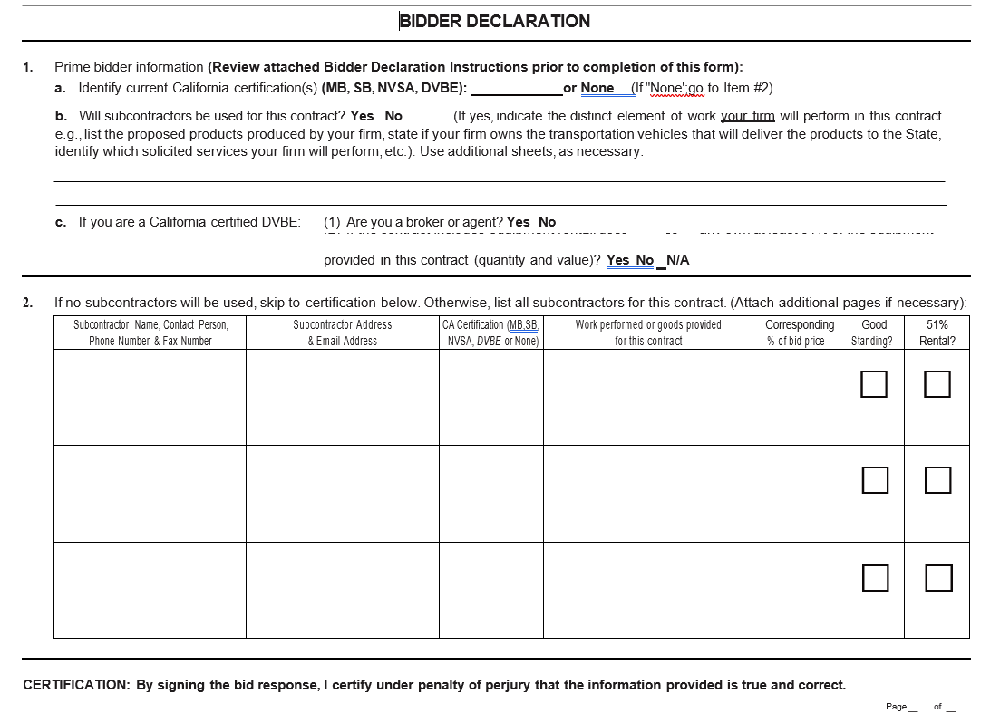 BIDDER DECLARATION
1. Prime bidder information (Review attached Bidder Declaration Instructions prior to completion of this form):
a. Identify current California certification(s) (MB, SB, NVSA, DVBE): ____________ or None __ (If "None';go to Item #2)
b. Will subcontractors be used for this contract? Yes No (If yes, indicate the distinct element of work your firm will perform in this contract
e.g., list the proposed products produced by your firm, state if your firm owns the transportation vehicles that will deliver the products to the State,
identify which solicited services your firm will perform, etc.). Use additional sheets, as necessary.
c. If you are a California certified DVBE: (1) Are you a broker or agent? Yes No
provided in this contract (quantity and value)? Yes No _N/A
2. If no subcontractors will be used, skip to certification below. Otherwise, list all subcontractors for this contract. (Attach additional pages if necessary):
Subcontractor Name, Contact Person, Subcontractor Address CA Certification (MB,SB, Work performed or goods provided Corresponding Good 51%
Phone Number & Fax Number & Email Address NVSA, DVBE or None) for this contract % of bid price Standing? Rental?
CERTIFICATION: By signing the bid response, I certify under penalty of perjury that the information provided is true and correct.
Page__ of __